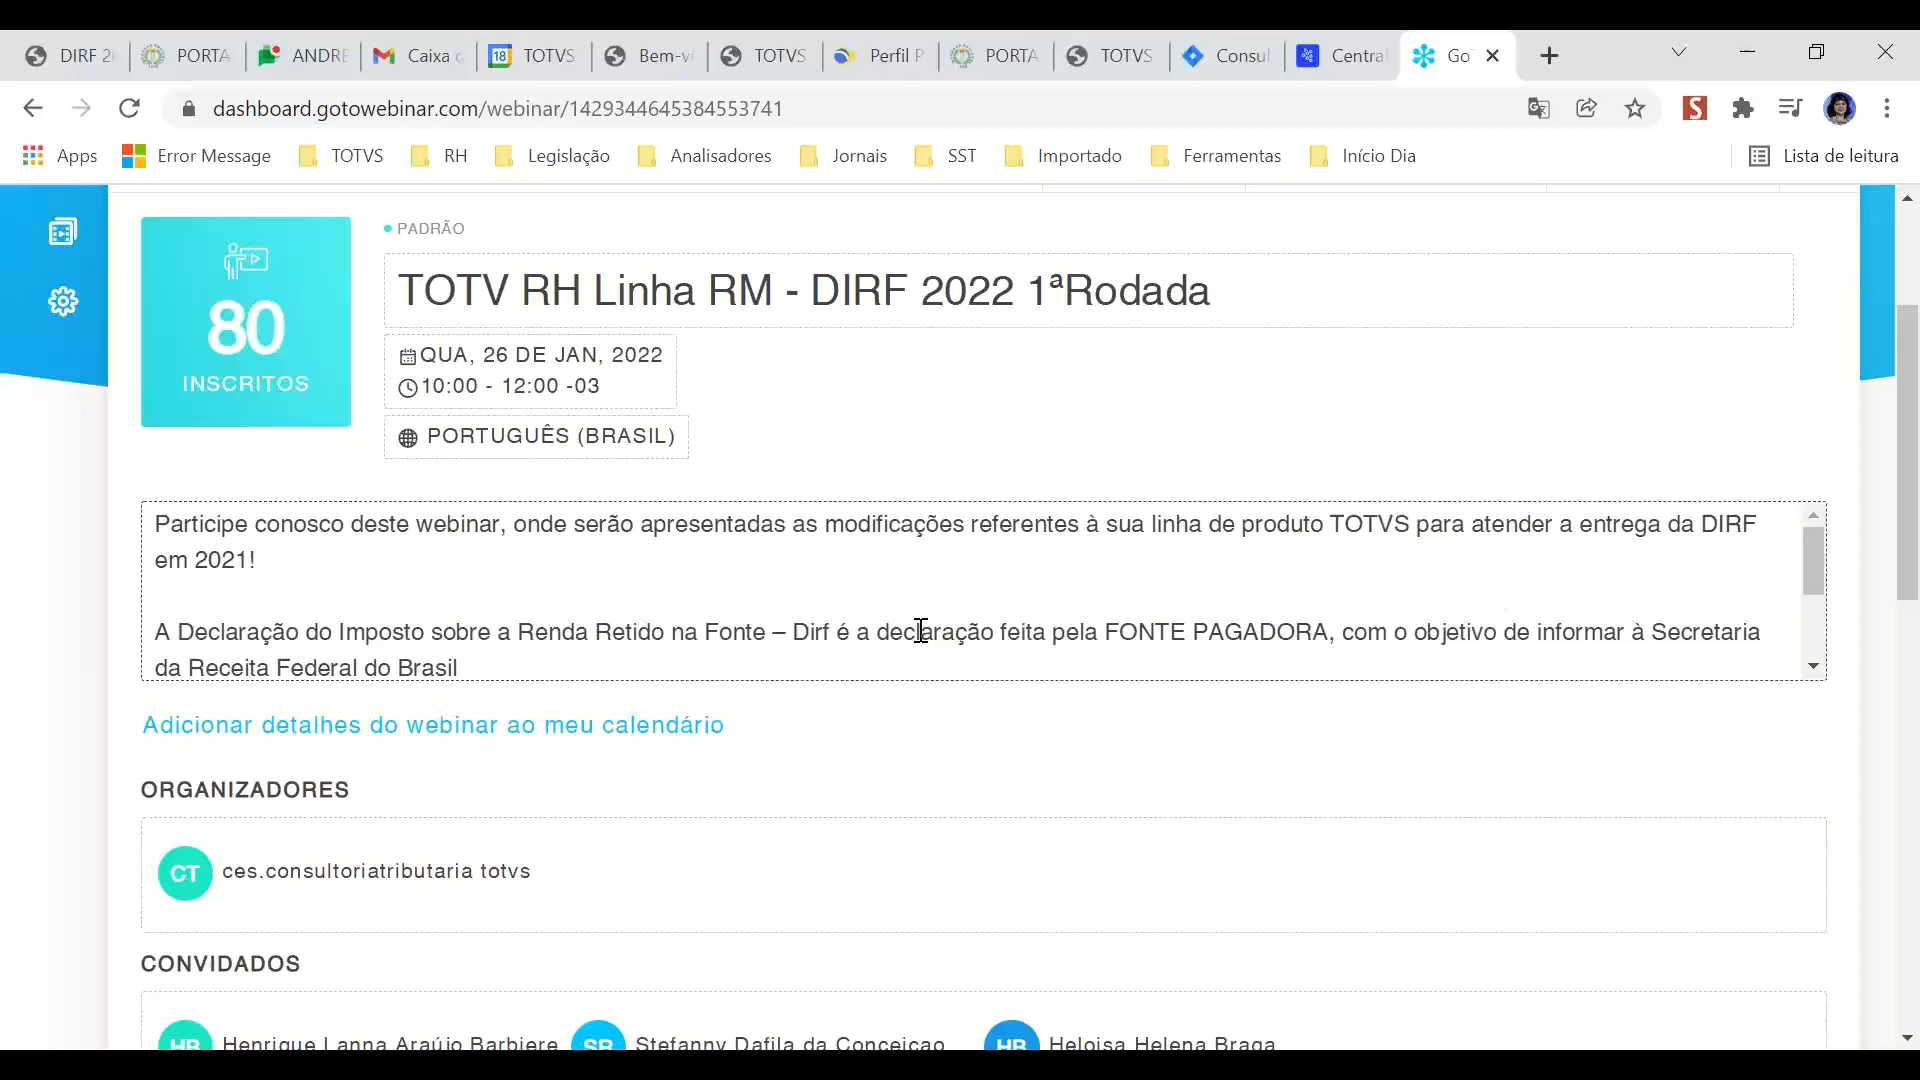 DIRF 2
PORTA
ANDRE
Caixa
18
TOTVS
Bem-v
TOTVS
Perfil P
PORTA
TOTVS
Consul
Centra
Go
dashboard.gotowebinar.com/webinar/1429344645384553741
Apps
Error Message
TOTVS
RH
Legislação
Analisadores
Jornais
SST
Importado
Ferramentas
Início Dia
Lista de leitura
80
INSCRITOS
PADRÃO
TOTV RH Linha RM - DIRF 2022 1ªRodada
QUA, 26 DE JAN, 2022
10:00 - 12:00 -03
PORTUGUÊS (BRASIL)
Participe conosco deste webinar, onde serão apresentadas as modificações referentes à sua linha de produto TOTVS para atender a entrega da DIRF
em 2021!
A Declaração do Imposto sobre a Renda Retido na Fonte – Dirf é a declaração feita pela FONTE PAGADORA, com o objetivo de informar à Secretaria
da Receita Federal do Brasil
Adicionar detalhes do webinar ao meu calendário
ORGANIZADORES
CT
ces.consultoriatributaria totvs
CONVIDADOS
HB
Henrique Lanna Araújo Barbiere
SR
Stefanny Dafila da Conceicao
HB
Heloisa Helena Braga